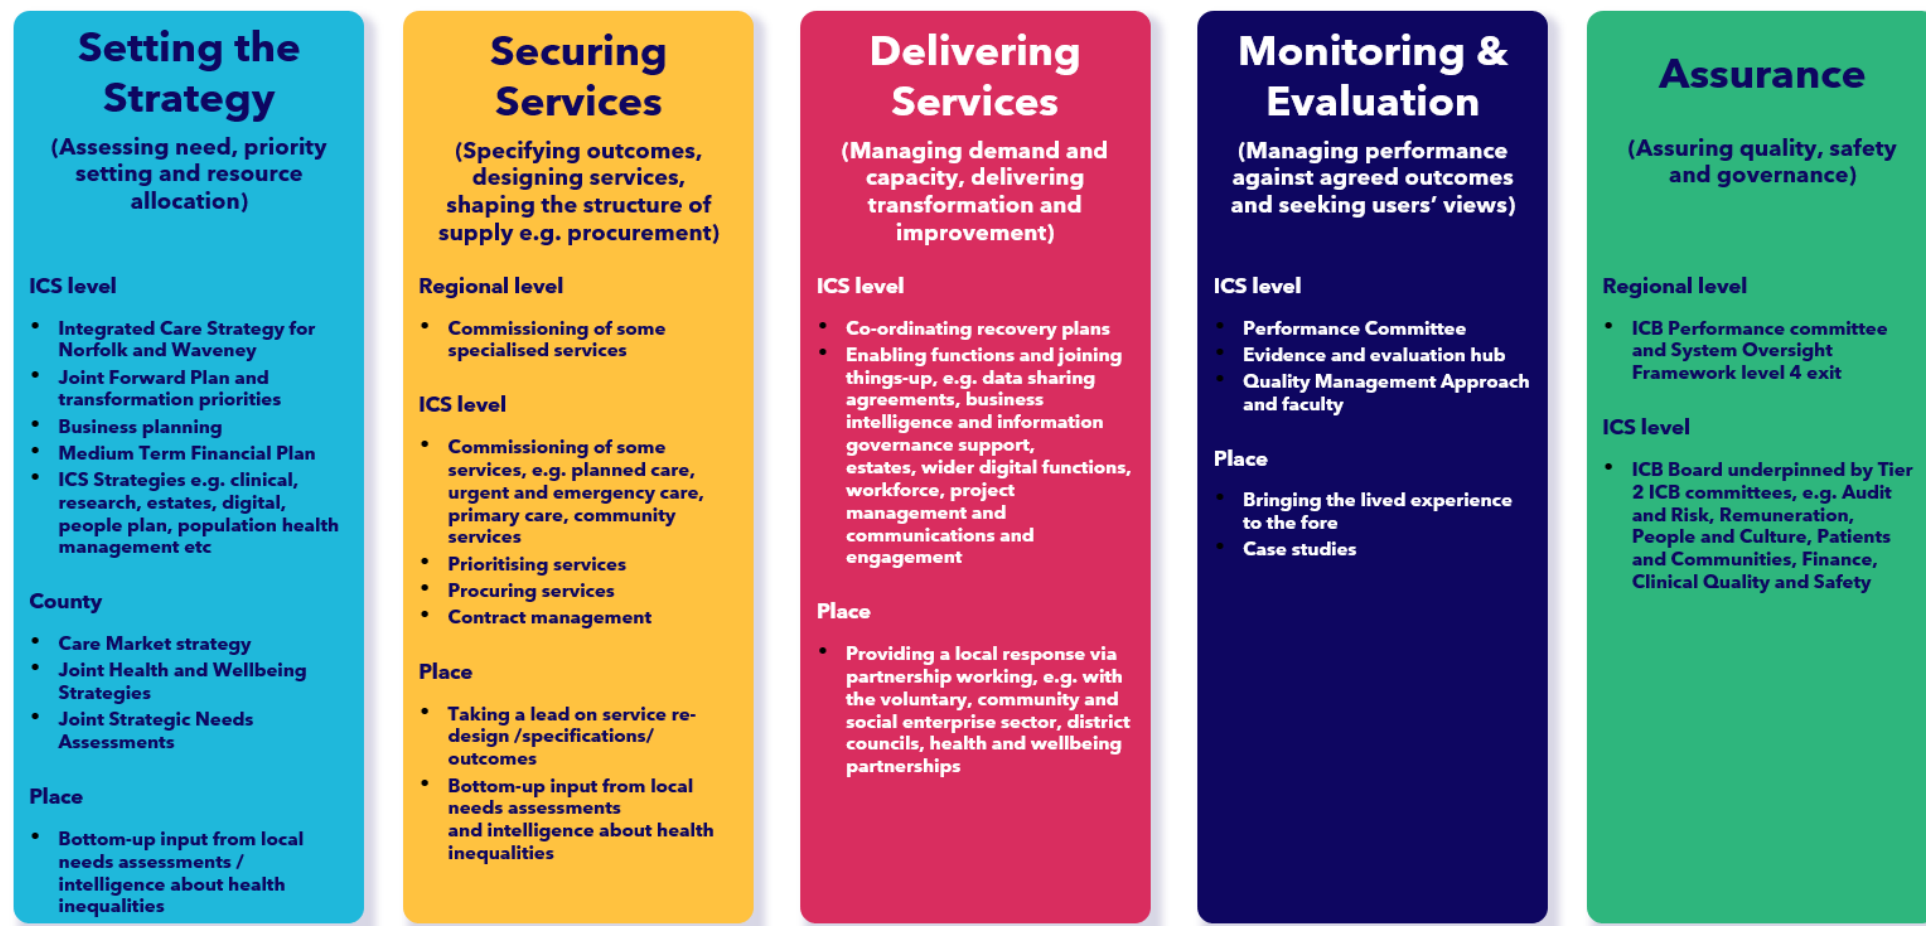 Setting the
Strategy
(Assessing need, priority
setting and resource
allocation)
ICS level
• Integrated Care Strategy for
Norfolk and Waveney
• Joint Forward Plan and
transformation priorities
• Business planning
• Medium Term Financial Plan
• ICS Strategies e.g. clinical,
research, estates, digital,
people plan, population health
management etc
County
• Care Market strategy
• Joint Health and Wellbeing
Strategies
• Joint Strategic Needs
Assessments
Place
• Bottom-up input from local
needs assessments /
intelligence about health
inequalities
Securing
Services
(Specifying outcomes,
designing services,
shaping the structure of
supply e.g. procurement)
Regional level
• Commissioning of some
specialised services
ICS level
• Commissioning of some
services, e.g. planned care,
urgent and emergency care,
primary care, community
services
• Prioritising services
• Procuring services
• Contract management
Place
• Taking a lead on service re-
design /specifications/
outcomes
• Bottom-up input from local
needs assessments
and intelligence about health
inequalities
Delivering
Services
(Managing demand and
capacity, delivering
transformation and
improvement)
ICS level
• Co-ordinating recovery plans
• Enabling functions and joining
things-up, e.g. data sharing
agreements, business
intelligence and information
governance support,
estates, wider digital functions,
workforce, project
management and
communications and
engagement
Place
• Providing a local response via
partnership working, e.g. with
the voluntary, community and
social enterprise sector, district
councils, health and wellbeing
partnerships
Monitoring &
Evaluation
(Managing performance
against agreed outcomes
and seeking users’ views)
ICS level
• Performance Committee
• Evidence and evaluation hub
• Quality Management Approach
and faculty
Place
• Bringing the lived experience
to the fore
• Case studies
Assurance
(Assuring quality, safety
and governance)
Regional level
• ICB Performance committee
and System Oversight
Framework level 4 exit
ICS level
• ICB Board underpinned by Tier
2 ICB committees, e.g. Audit
and Risk, Remuneration,
People and Culture, Patients
and Communities, Finance,
Clinical Quality and Safety